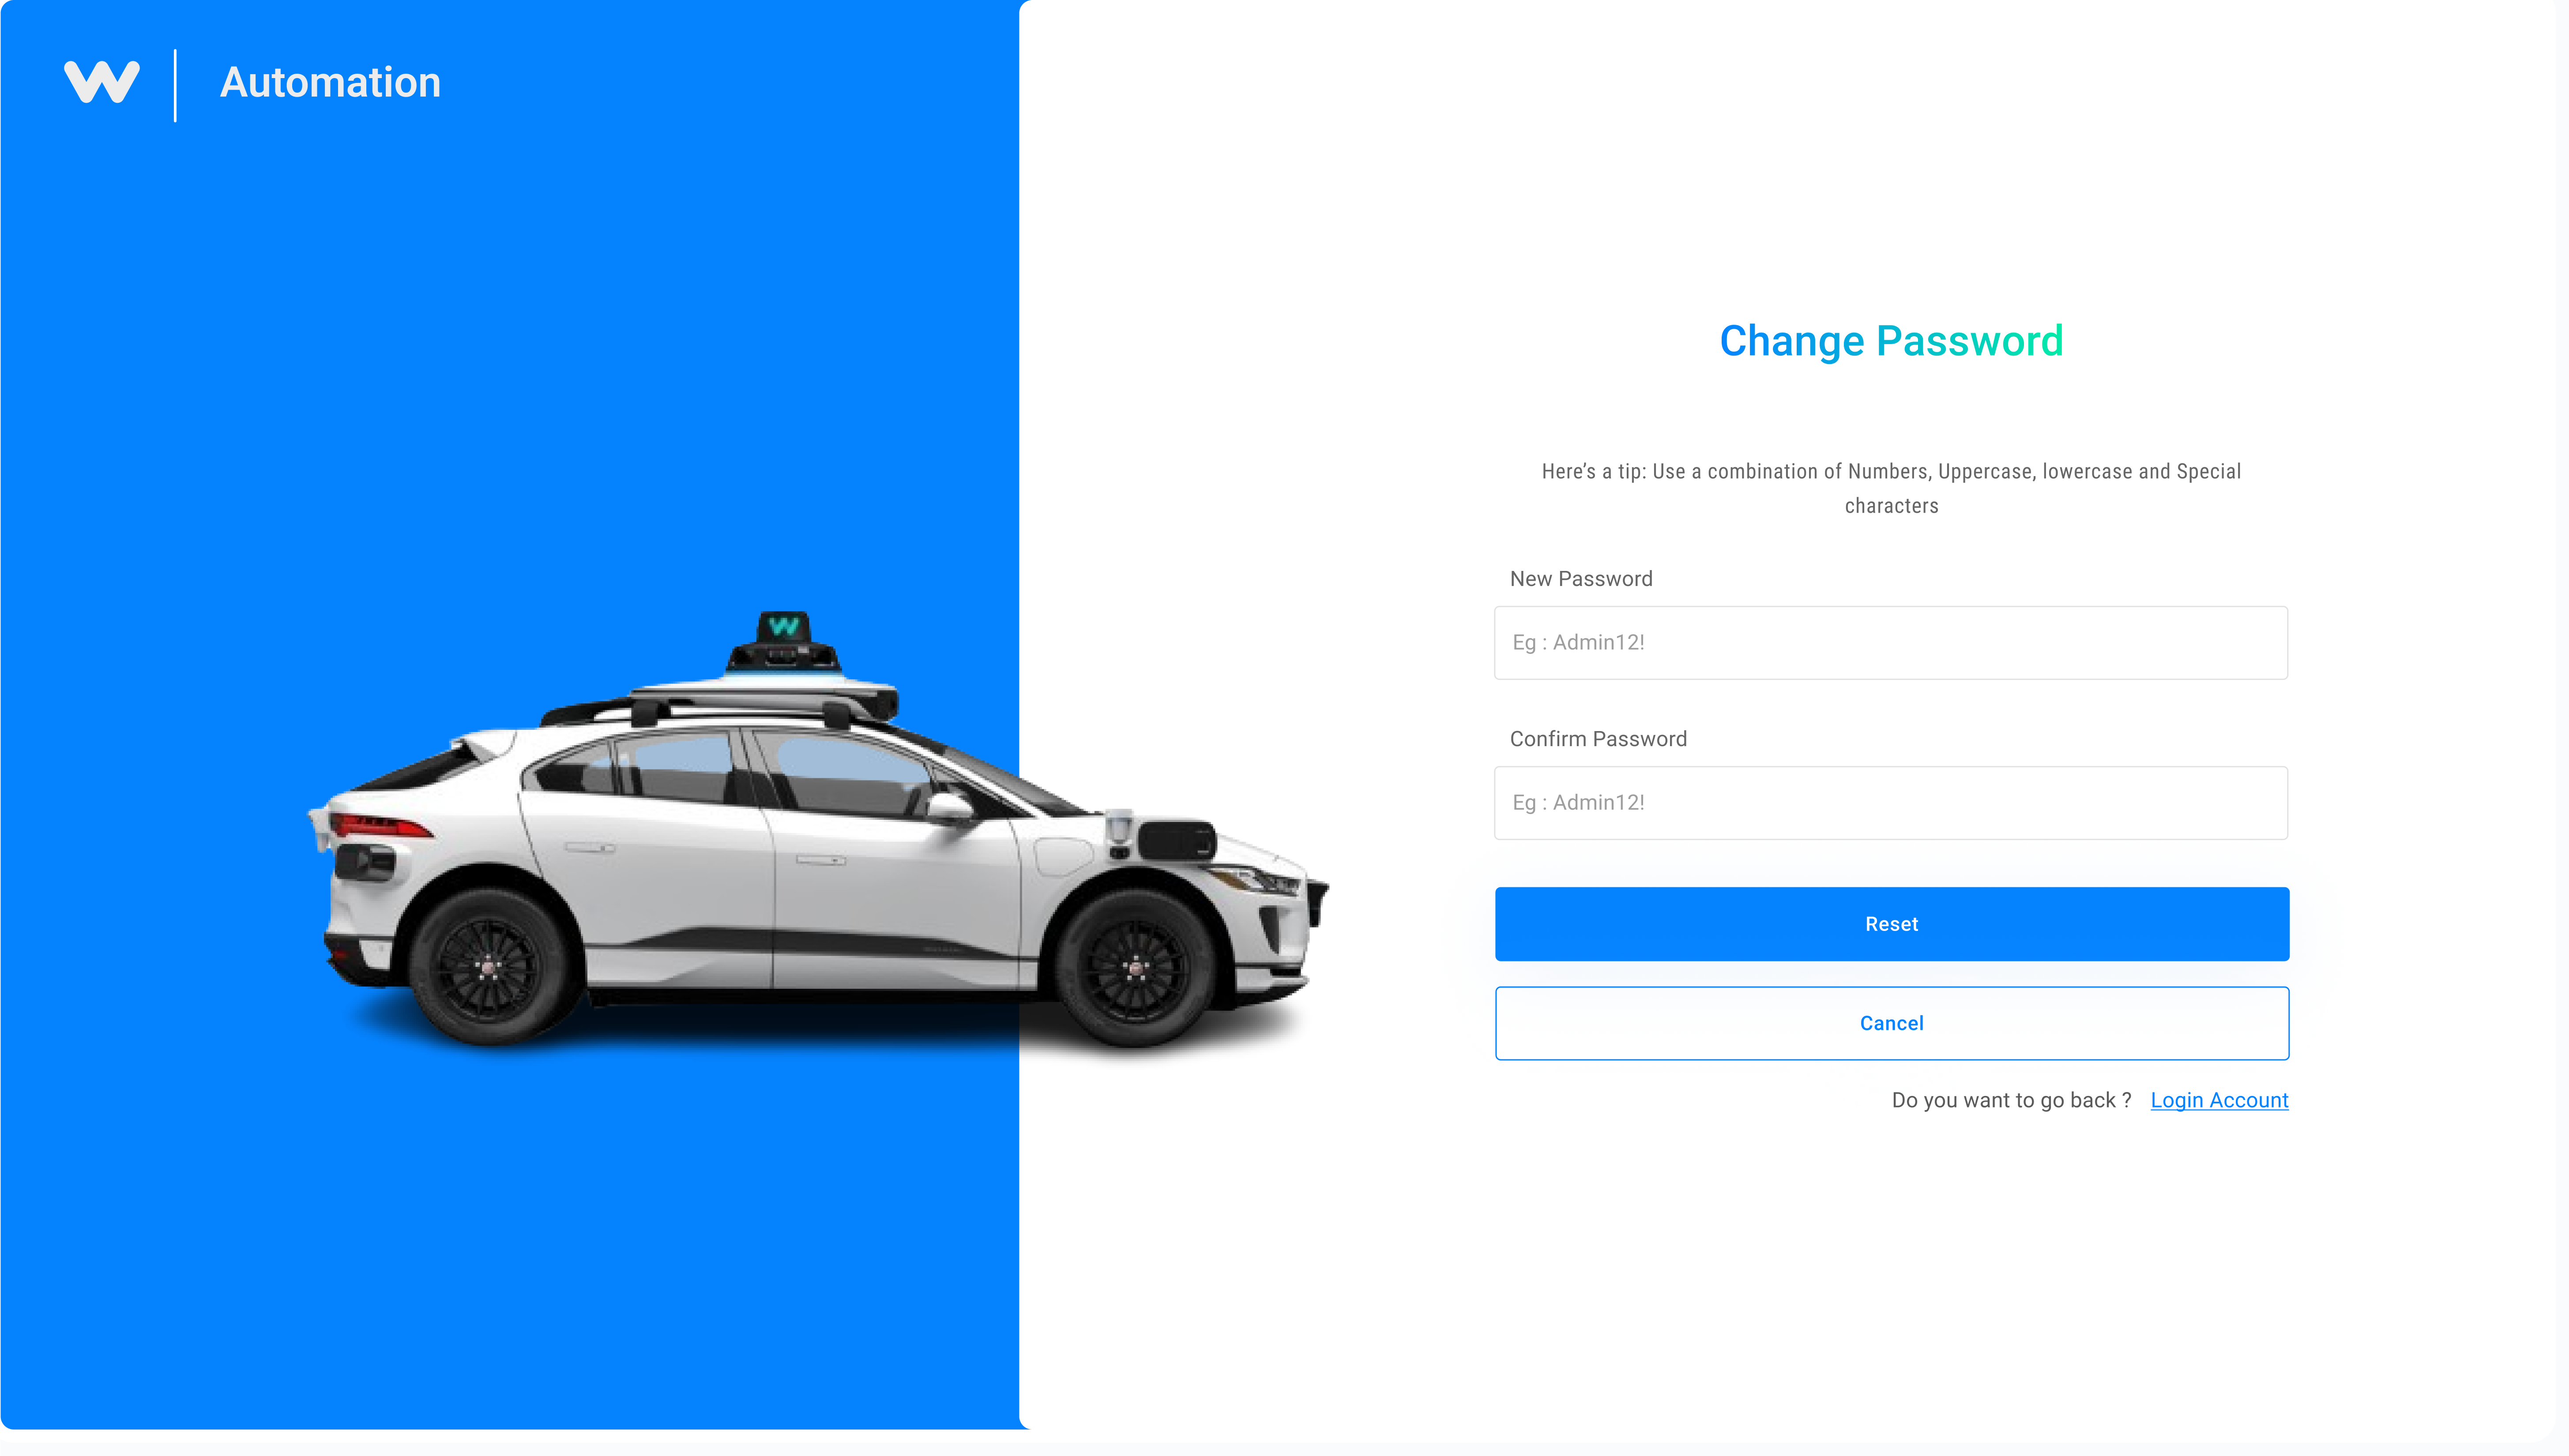 Automation
Change Password
Here’s a tip: Use a combination of Numbers, Uppercase, lowercase and Special
characters
New Password
Eg : Admin12!
Confirm Password
Eg : Admin12!
Reset
Cancel
Do you want to go back ? Login Account